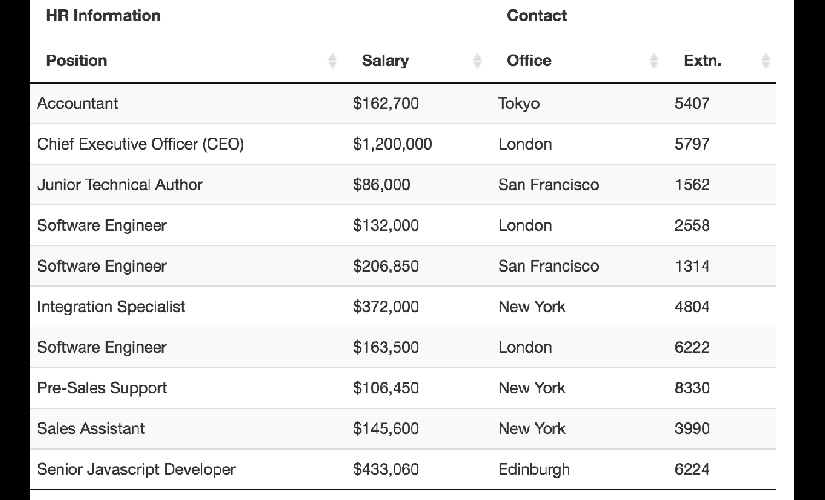 HR Information Contact
Position Salary Office Extn.
Accountant $162,700 Tokyo 5407
Chief Executive Officer (CEO) $1,200,000 London 5797
Junior Technical Author $86,000 San Francisco 1562
Software Engineer $132,000 London 2558
Software Engineer $206,850 San Francisco 1314
Integration Specialist $372,000 New York 4804
Software Engineer $163,500 London 6222
Pre-Sales Support $106,450 New York 8330
Sales Assistant $145,600 New York 3990
Senior Javascript Developer $433,060 Edinburgh 6224